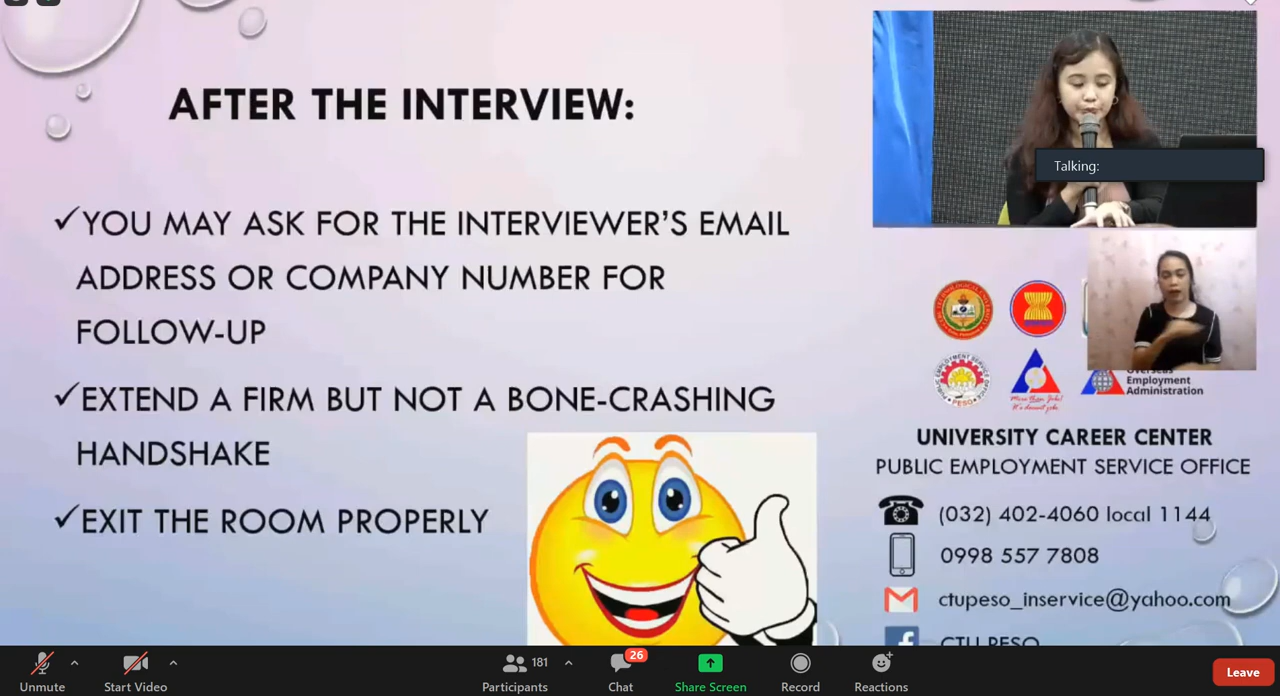 AFTER THE INTERVIEW:
✓YOU MAY ASK FOR THE INTERVIEWER'S EMAIL
ADDRESS OR COMPANY NUMBER FOR
FOLLOW-UP
✓EXTEND A FIRM BUT NOT A BONE-CRASHING
HANDSHAKE
✓EXIT THE ROOM PROPERLY
Talking:
PESO
Overseas
Employment
Administration
UNIVERSITY CAREER CENTER
PUBLIC EMPLOYMENT SERVICE OFFICE
(032) 402-4060 local 1144
0998 557 7808
ctupeso_inservice@yahoo.com
CTU PESO
Unmute
Start Video
181
Participants
26
Chat
Share Screen
Record
Reactions
Leave